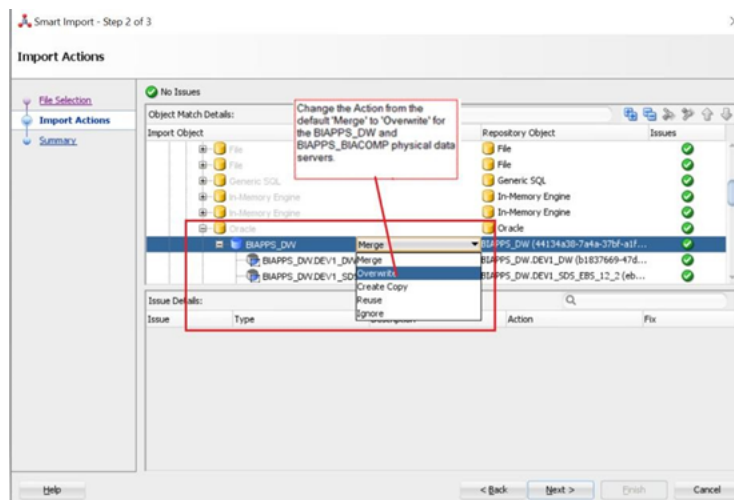 Smart Import - Step 2 of 3
Import Actions
File Selection
Import Actions
Summary
No Issues
Object Match Details:
Import Object
Repository Object
Issues
Change the Action from the
default 'Merge' to 'Overwrite' for
the BIAPPS_DW and
BIAPPS_BIACOMP physical data
servers.
File
File
File
File
Generic SQL
Generic SQL
In-Memory Engine
In-Memory Engine
In-Memory Engine
In-Memory Engine
Oracle
Oracle
BIAPPS_DW
Merge
BIAPPS_DW (44134a38-7a4a-37bf-a1f...
BIAPPS_DW.DEV1_DW
Merge
BIAPPS_DW.DEV1_DW (b1837669-47d...
Overwrite
BIAPPS_DW.DEV1_SDS
BIAPPS_DW.DEV1_SDS_EBS_12_2 (eb...
Create Copy
Reuse
Ignore
Issue Details:
Issue
Type
Description
Action
Fix
Help
< Back
Next >
Finish
Cancel